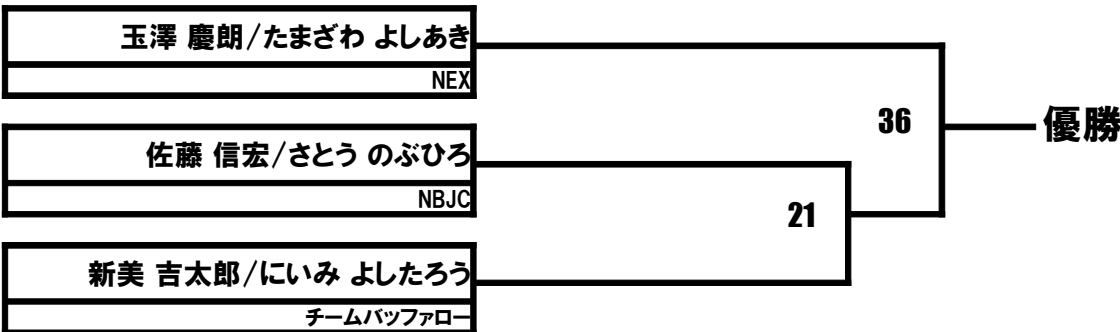 玉澤 慶朗/たまざわ よしあき
NEX
36
優勝
佐藤 信宏/さとう のぶひろ
NBJC
21
新美 吉太郎/にいみ よしたろう
チームバッファロー